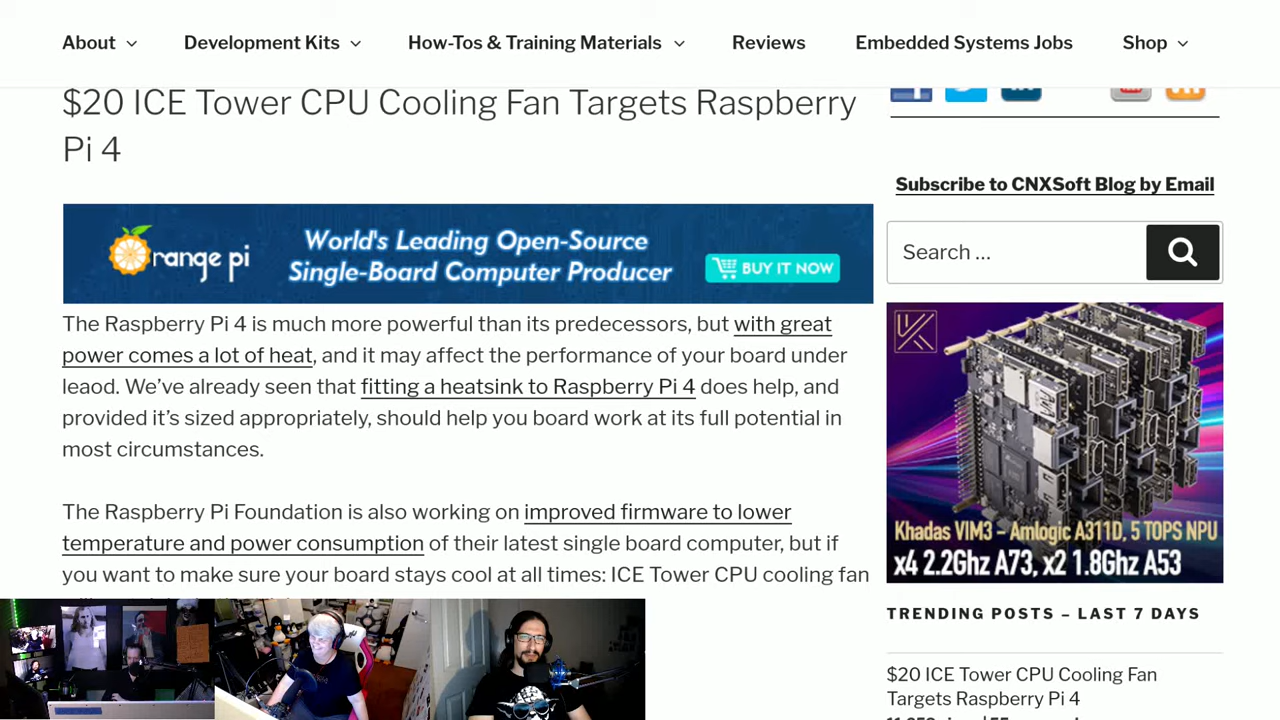 About
Development Kits
How-Tos & Training Materials
Reviews
Embedded Systems Jobs
Shop
$20 ICE Tower CPU Cooling Fan Targets Raspberry
Pi 4
range pi
World's Leading Open-Source
Single-Board Computer Producer
BUY IT NOW
The Raspberry Pi 4 is much more powerful than its predecessors, but with great
power comes a lot of heat, and it may affect the performance of your board under
leaod. We've already seen that fitting a heatsink to Raspberry Pi 4 does help, and
provided it's sized appropriately, should help you board work at its full potential in
most circumstances.
The Raspberry Pi Foundation is also working on improved firmware to lower
temperature and power consumption of their latest single board computer, but if
you want to make sure your board stays cool at all times: ICE Tower CPU cooling fan
Subscribe to CNXSoft Blog by Email
Search …
Khadas VIM3 – Amlogic A311D, 5 TOPS NPU
x4 2.2Ghz A73, x2 1.8Ghz A53
TRENDING POSTS – LAST 7 DAYS
$20 ICE Tower CPU Cooling Fan
Targets Raspberry Pi 4